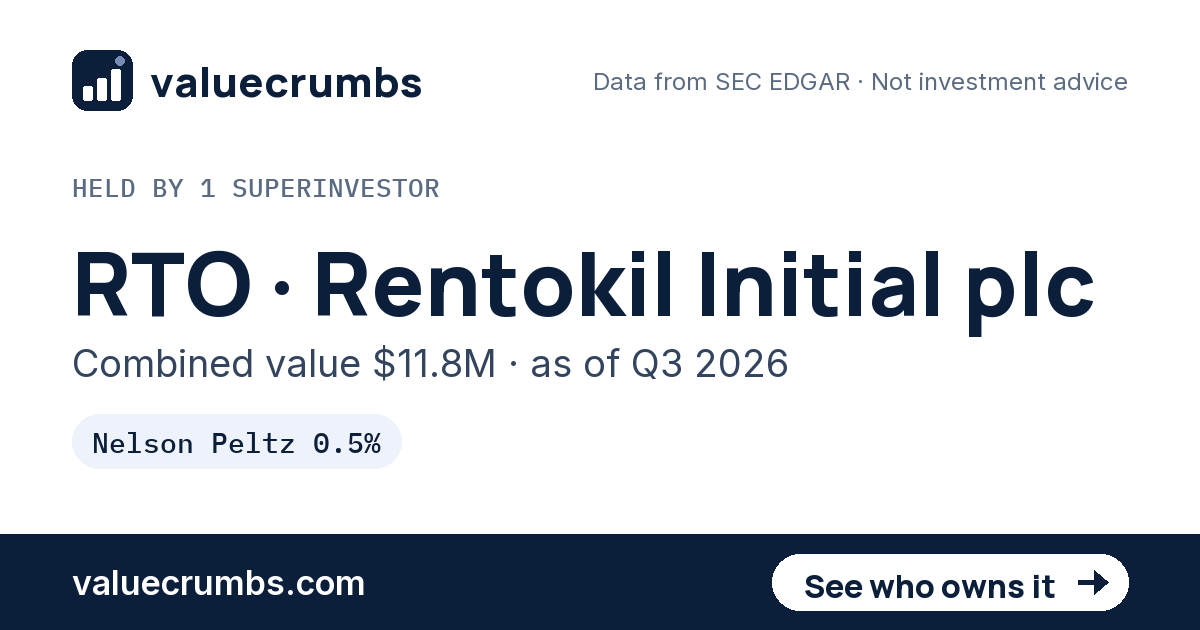 valuecrumbs
Data from SEC EDGAR · Not investment advice
HELD BY 1 SUPERINVESTOR
RTO · Rentokil Initial plc
Combined value $11.8M · as of Q3 2026
Nelson Peltz 0.5%
valuecrumbs.com
See who owns it →